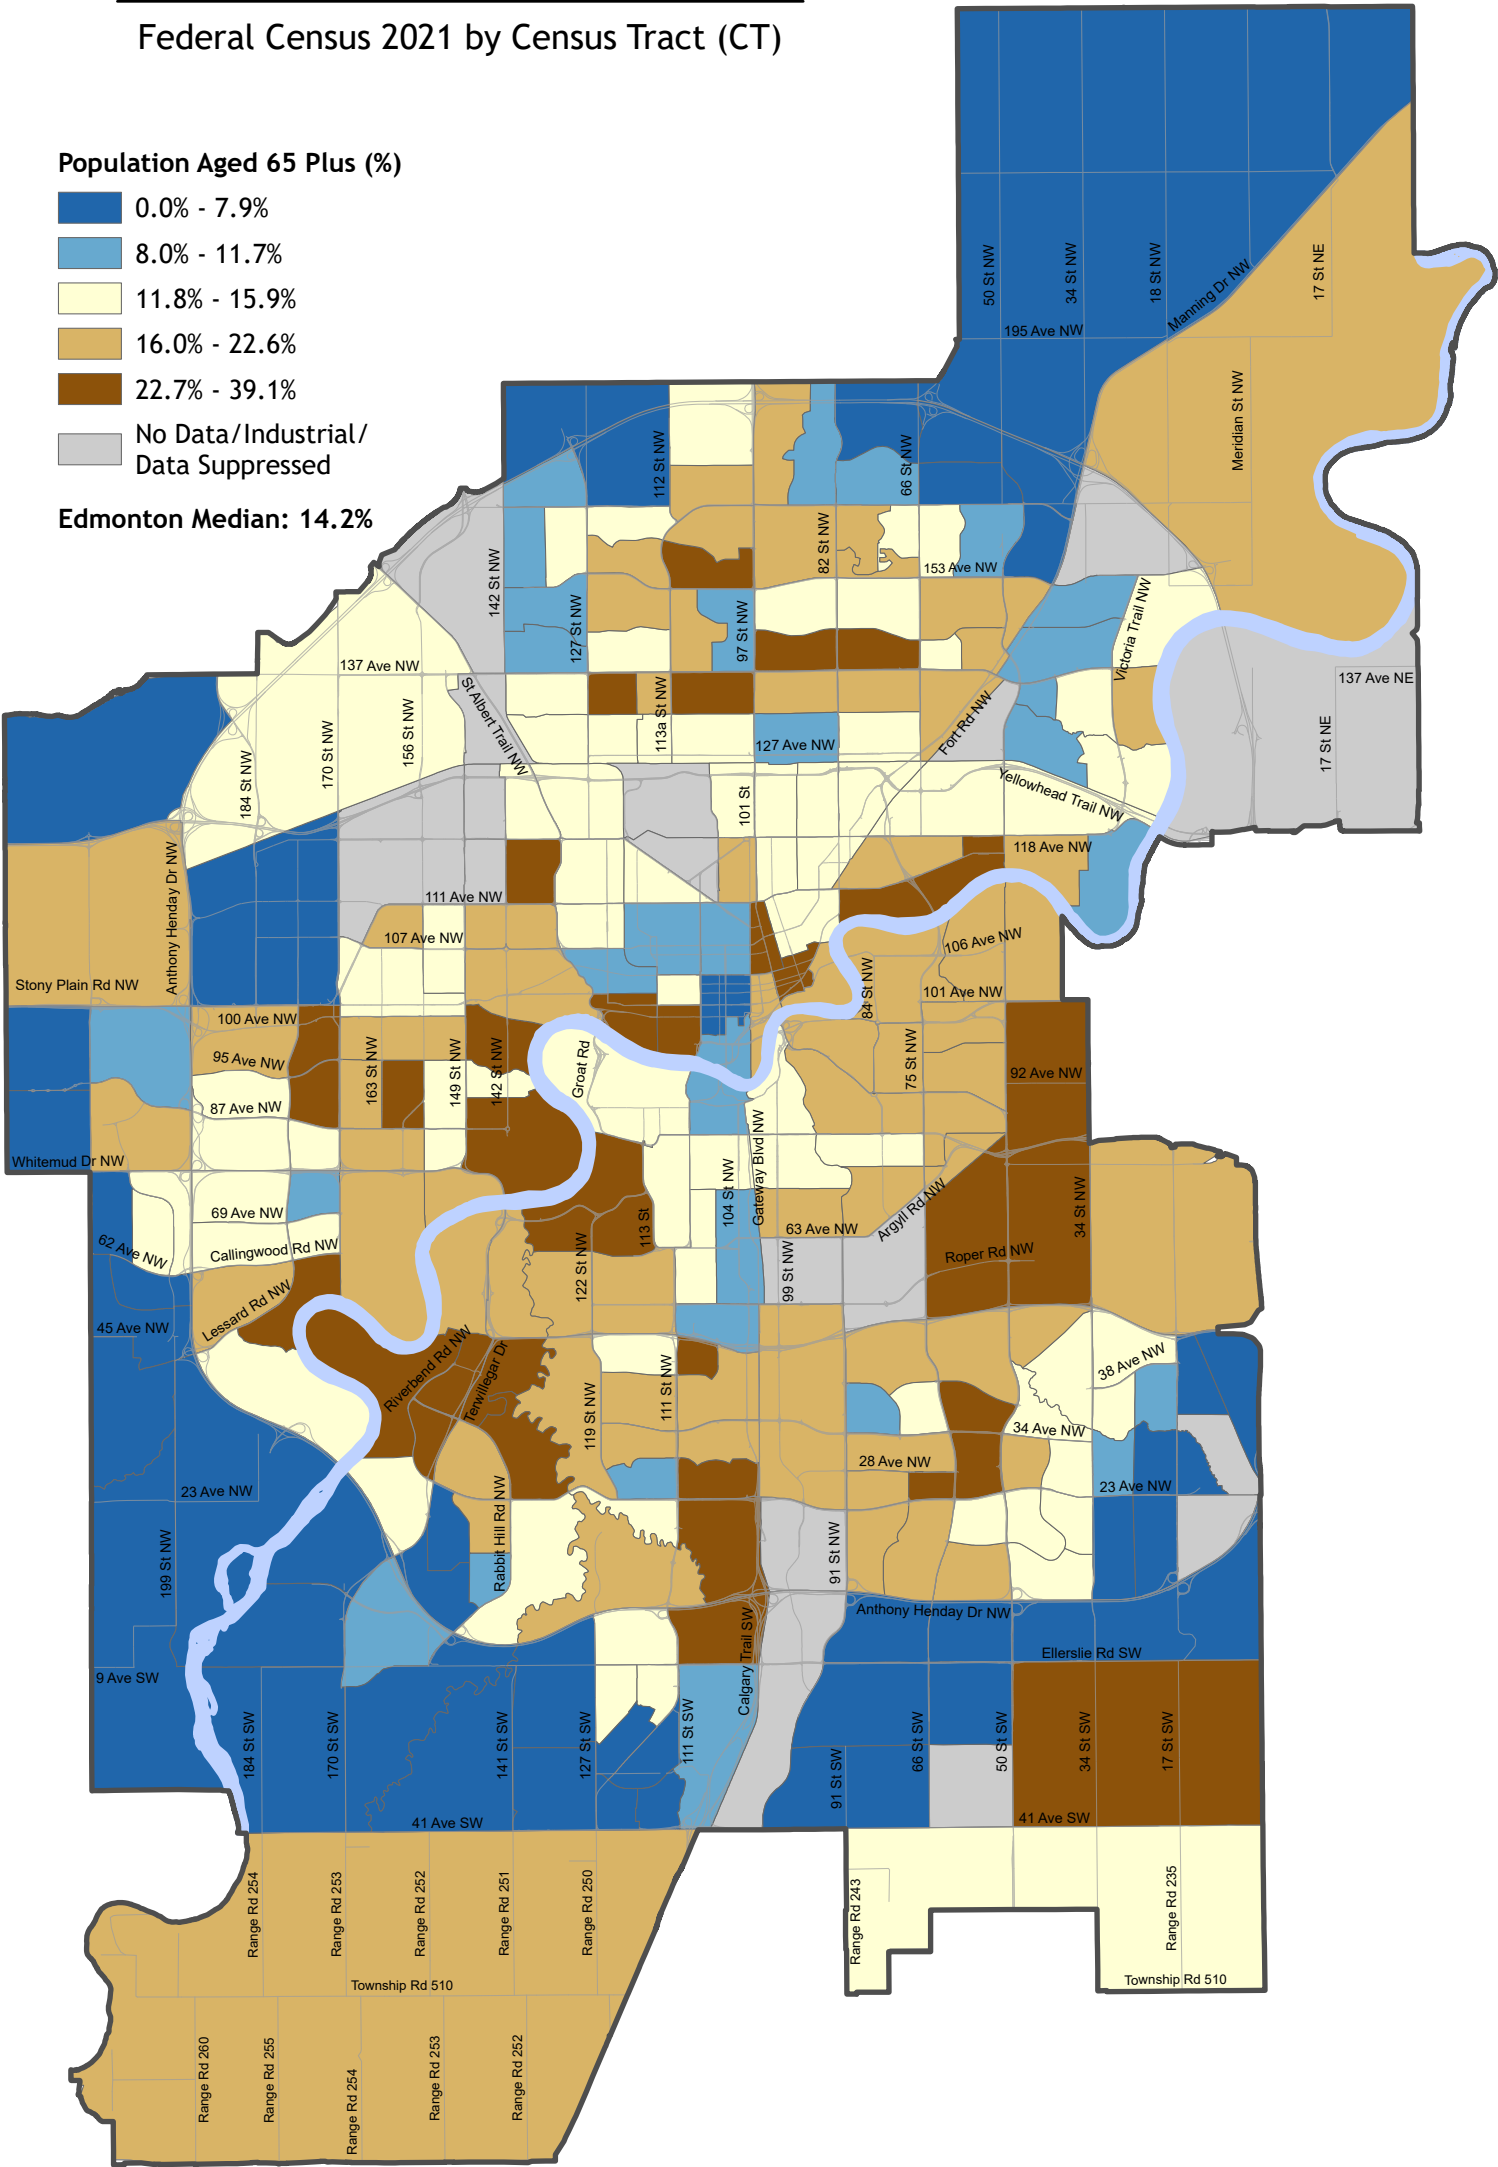 Federal Census 2021 by Census Tract (CT)
Population Aged 65 Plus (%)
0.0% - 7.9%
8.0% - 11.7%
11.8% - 15.9%
16.0% - 22.6%
22.7% - 39.1%
No Data/Industrial/
Data Suppressed
Edmonton Median: 14.2%
50 St NW
34 St NW
18 St NW
Manning Dr NW
17 St NE
195 Ave NW
Meridian St NW
112 St NW
66 St NW
82 St NW
142 St NW
153 Ave NW
127 St NW
97 St NW
Victoria Trail NW
137 Ave NW
137 Ave NE
St Albert Trail NW
113a St NW
Fort Rd NW
17 St NE
184 St NW
170 St NW
156 St NW
127 Ave NW
Yellowhead Trail NW
101 St
118 Ave NW
Anthony Henday Dr NW
111 Ave NW
107 Ave NW
106 Ave NW
Stony Plain Rd NW
84 St NW
101 Ave NW
100 Ave NW
95 Ave NW
163 St NW
149 St NW
142 St NW
Groat Rd
75 St NW
92 Ave NW
87 Ave NW
Whitemud Dr NW
104 St NW
Gateway Blvd NW
69 Ave NW
113 St
63 Ave NW
Argyll Rd NW
34 St NW
62 Ave NW
Callingwood Rd NW
122 St NW
99 St NW
Roper Rd NW
Lessard Rd NW
45 Ave NW
Riverbend Rd NW
Terwillegar Dr
119 St NW
111 St NW
38 Ave NW
34 Ave NW
28 Ave NW
23 Ave NW
23 Ave NW
Rabbit Hill Rd NW
199 St NW
91 St NW
Anthony Henday Dr NW
Ellerslie Rd SW
9 Ave SW
Calgary Trail SW
184 St SW
170 St SW
141 St SW
127 St SW
111 St SW
91 St SW
66 St SW
50 St SW
34 St SW
17 St SW
41 Ave SW
41 Ave SW
Range Rd 254
Range Rd 253
Range Rd 252
Range Rd 251
Range Rd 250
Range Rd 243
Range Rd 235
Township Rd 510
Township Rd 510
Range Rd 260
Range Rd 255
Range Rd 254
Range Rd 253
Range Rd 252